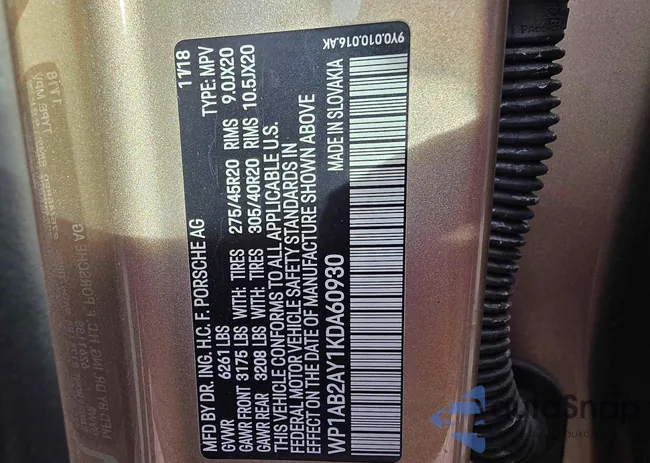 9Y0.010.016.AK
MFD BY DR. ING. H.C. F. PORSCHE AG 11/18
GVWR 6261 LBS TYPE: MPV
GAWR FRONT 3175 LBS WITH: TIRES 275/45R20 RIMS 9.0JX20
GAWR REAR 3208 LBS WITH: TIRES 305/40R20 RIMS 10.5JX20
THIS VEHICLE CONFORMS TO ALL APPLICABLE U.S.
FEDERAL MOTOR VEHICLE SAFETY STANDARDS IN
EFFECT ON THE DATE OF MANUFACTURE SHOWN ABOVE
WP1AB2AY1KDA60930 MADE IN SLOVAKIA
AutoSnap